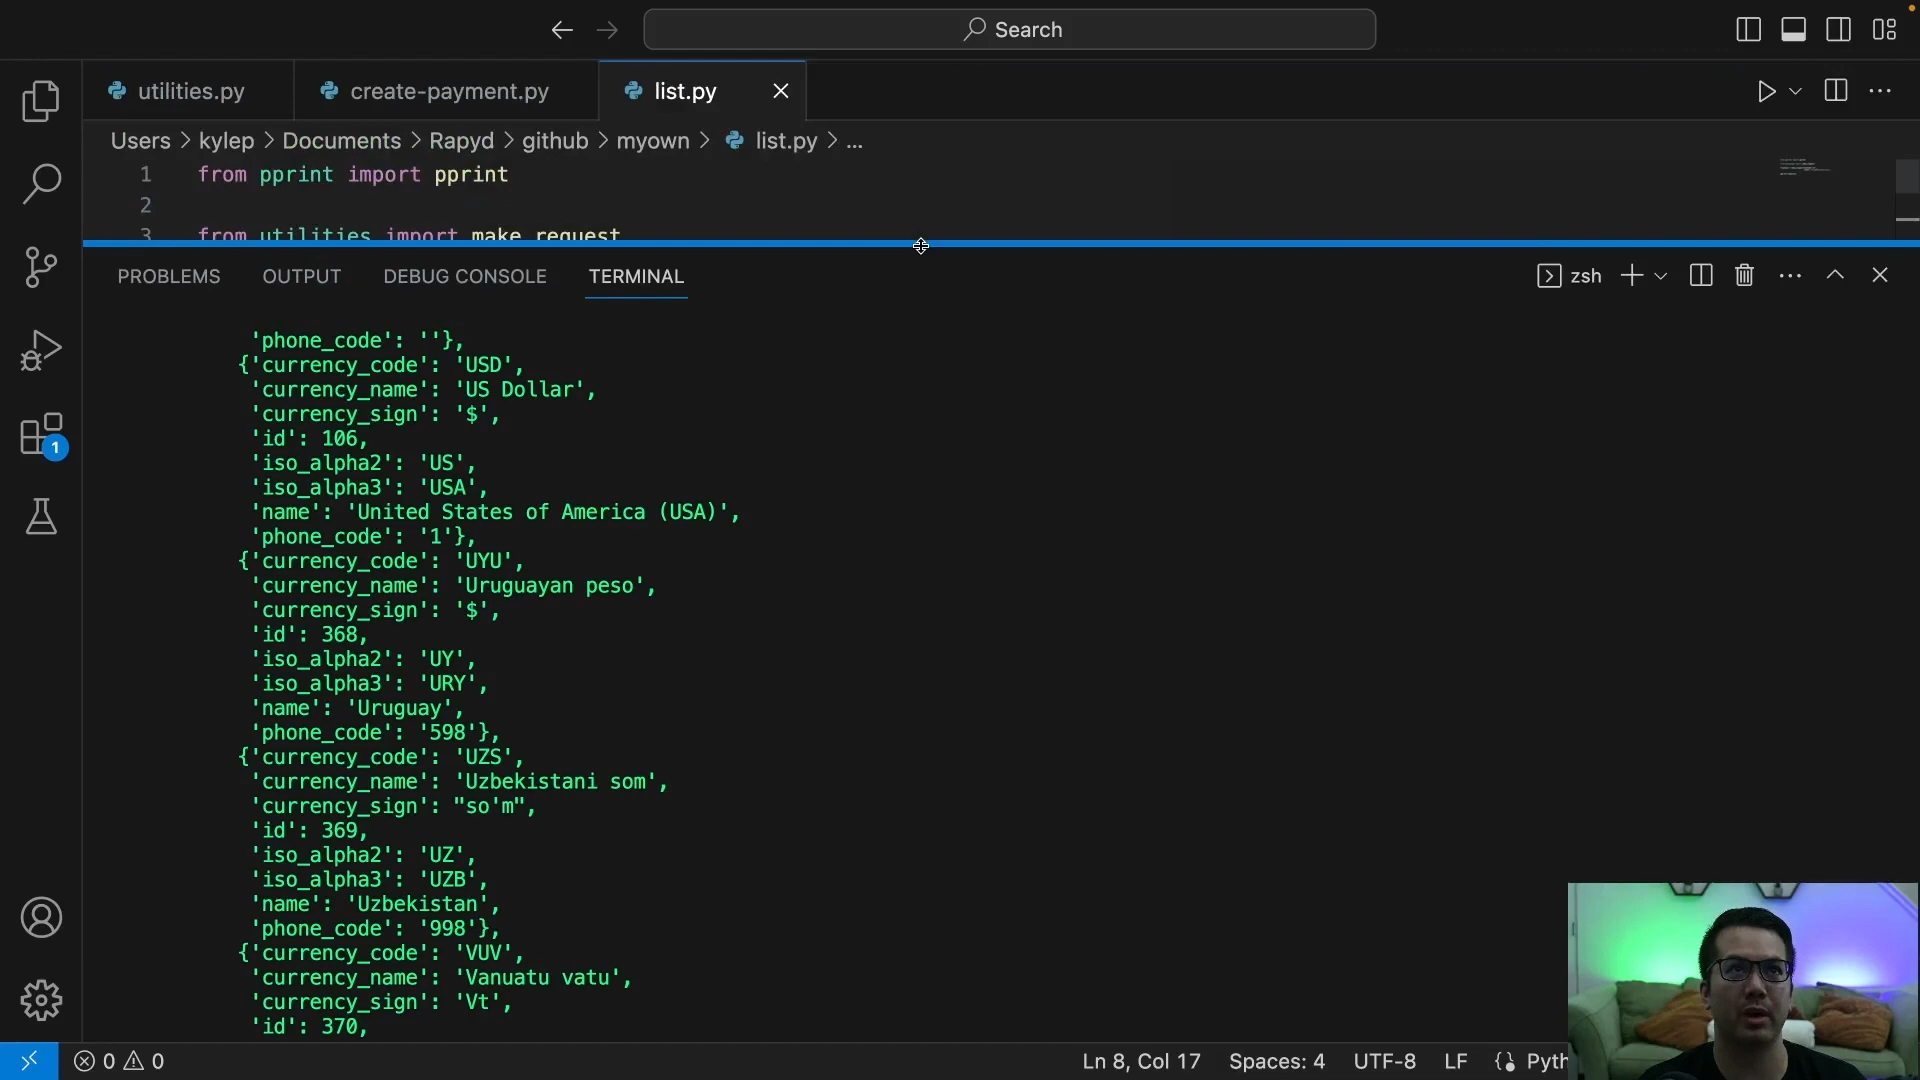 Search
utilities.py
create-payment.py
list.py
Users > kylep > Documents > Rapyd > github > myown > list.py > ...
1 from pprint import pprint
2
3 from utilities import make_request
PROBLEMS
OUTPUT
DEBUG CONSOLE
TERMINAL
zsh
'phone_code': ''},
{'currency_code': 'USD',
'currency_name': 'US Dollar',
'currency_sign': '$',
'id': 106,
'iso_alpha2': 'US',
'iso_alpha3': 'USA',
'name': 'United States of America (USA)',
'phone_code': '1'},
{'currency_code': 'UYU',
'currency_name': 'Uruguayan peso',
'currency_sign': '$',
'id': 368,
'iso_alpha2': 'UY',
'iso_alpha3': 'URY',
'name': 'Uruguay',
'phone_code': '598'},
{'currency_code': 'UZS',
'currency_name': 'Uzbekistani som',
'currency_sign': "so'm",
'id': 369,
'iso_alpha2': 'UZ',
'iso_alpha3': 'UZB',
'name': 'Uzbekistan',
'phone_code': '998'},
{'currency_code': 'VUV',
'currency_name': 'Vanuatu vatu',
'currency_sign': 'Vt',
'id': 370,
1
0 0
Ln 8, Col 17
Spaces: 4
UTF-8
LF
Pyth